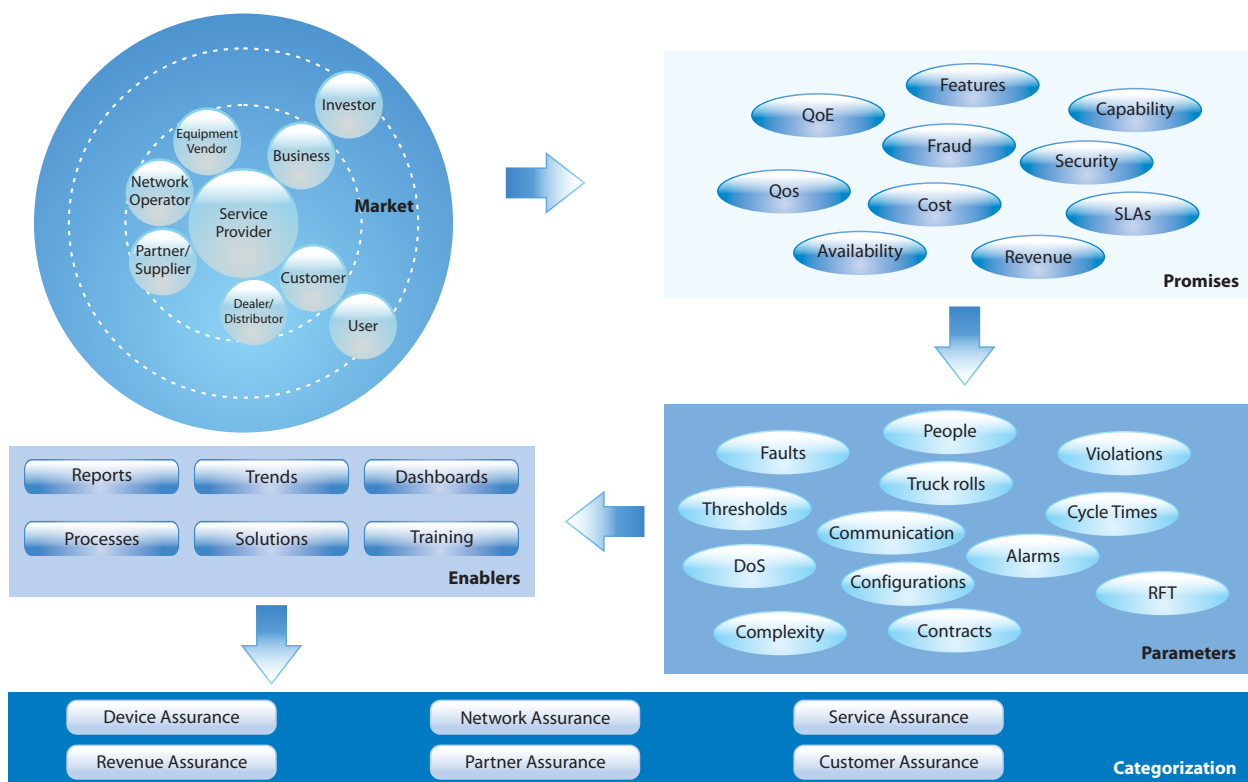 Investor
Equipment
Vendor
Business
Network
Operator
Market
Service
Provider
Partner/
Supplier
Customer
Dealer/
Distributor
User
Features
QoE
Capability
Fraud
Security
Qos
Cost
SLAs
Availability
Revenue
Promises
People
Faults
Violations
Truck rolls
Thresholds
Cycle Times
Communication
Alarms
DoS
Configurations
RFT
Complexity
Contracts
Parameters
Reports
Trends
Dashboards
Processes
Solutions
Training
Enablers
Device Assurance
Network Assurance
Service Assurance
Revenue Assurance
Partner Assurance
Customer Assurance
Categorization